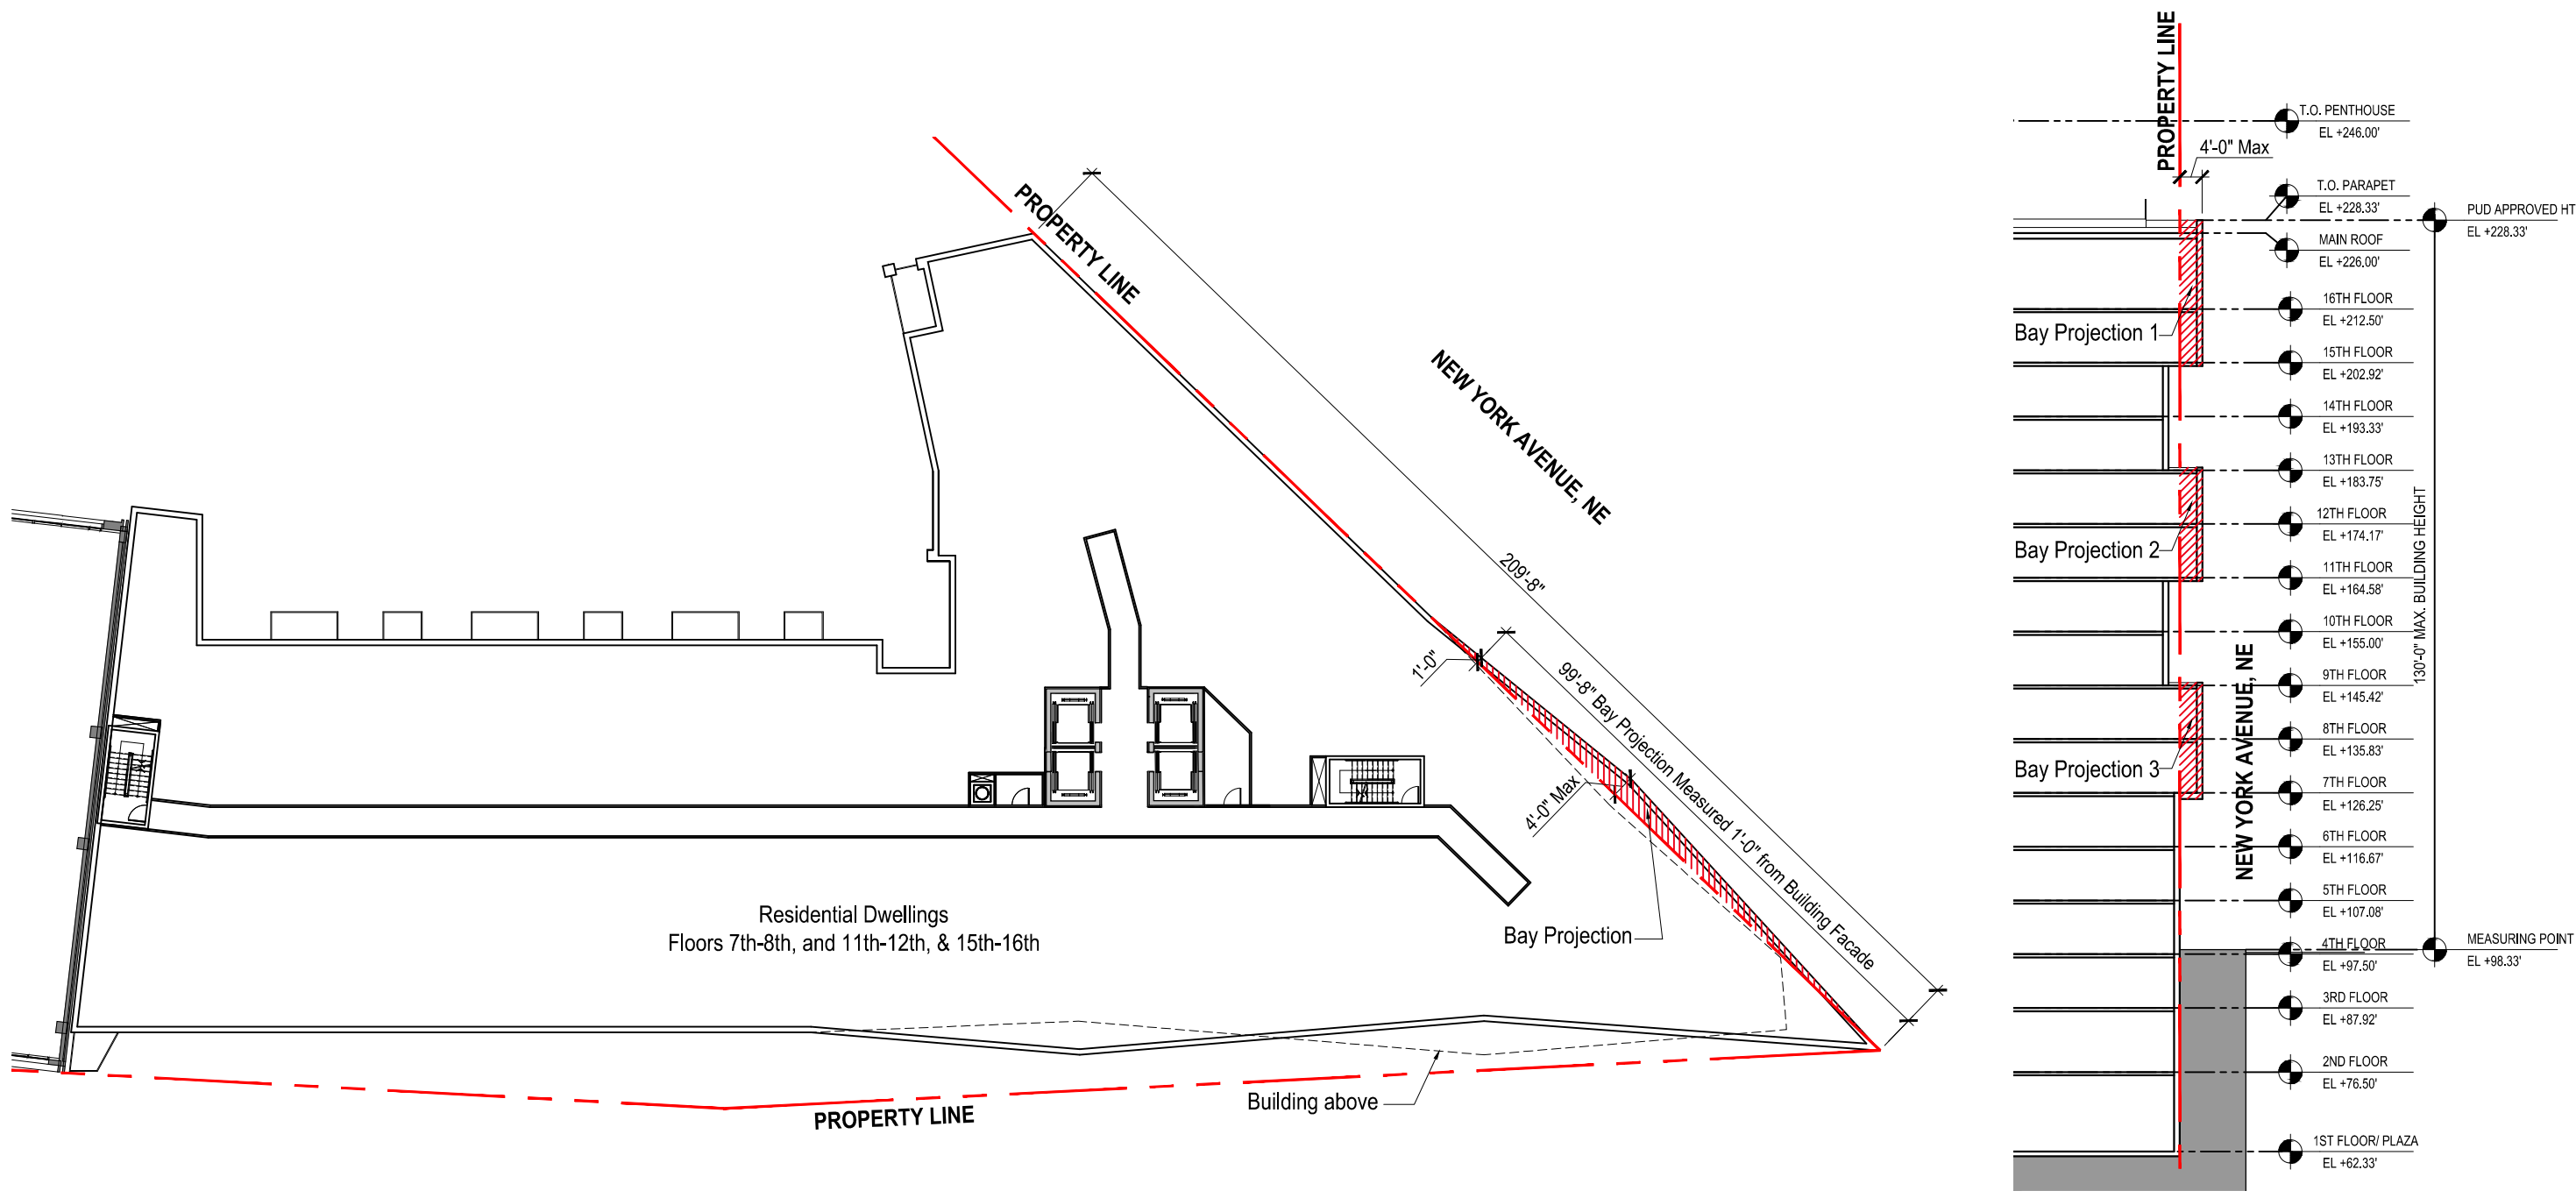 PROPERTY LINE
NEW YORK AVENUE, NE
209'-8"
1'-0"
99'-8" Bay Projection Measured 1'-0" from Building Facade
4'-0" Max
Bay Projection
Residential Dwellings
Floors 7th-8th, and 11th-12th, & 15th-16th
Building above
PROPERTY LINE
PROPERTY LINE
4'-0" Max
T.O. PENTHOUSE
EL +246.00'
T.O. PARAPET
EL +228.33'
PUD APPROVED HT
EL +228.33'
MAIN ROOF
EL +226.00'
16TH FLOOR
EL +212.50'
Bay Projection 1
15TH FLOOR
EL +202.92'
14TH FLOOR
EL +193.33'
13TH FLOOR
EL +183.75'
12TH FLOOR
EL +174.17'
Bay Projection 2
11TH FLOOR
EL +164.58'
10TH FLOOR
EL +155.00'
9TH FLOOR
EL +145.42'
8TH FLOOR
EL +135.83'
Bay Projection 3
7TH FLOOR
EL +126.25'
6TH FLOOR
EL +116.67'
5TH FLOOR
EL +107.08'
4TH FLOOR
EL +97.50'
3RD FLOOR
EL +87.92'
2ND FLOOR
EL +76.50'
1ST FLOOR/ PLAZA
EL +62.33'
NEW YORK AVENUE, NE
130'-0" MAX. BUILDING HEIGHT
MEASURING POINT
EL +98.33'